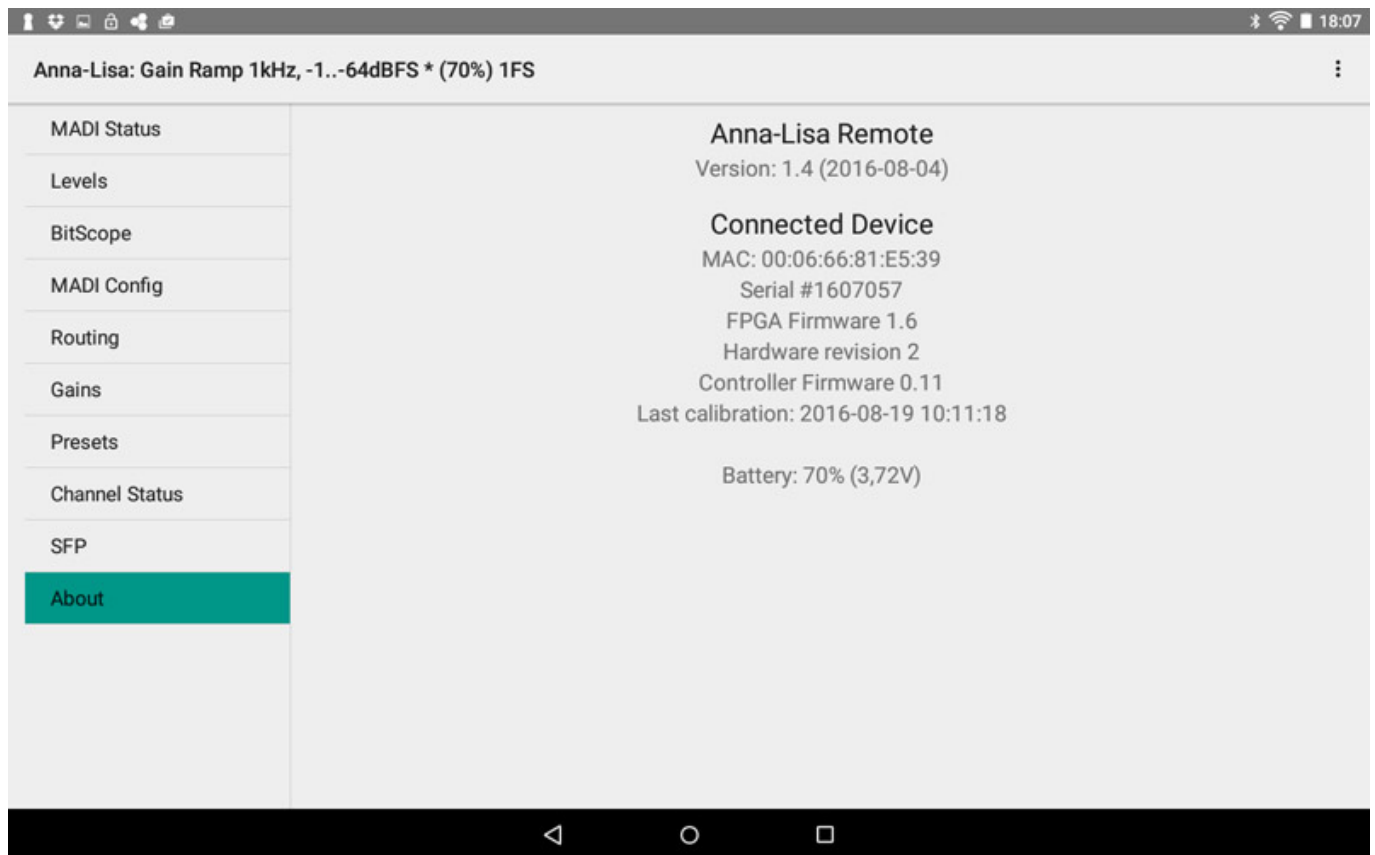 18:07
Anna-Lisa: Gain Ramp 1kHz, -1..-64dBFS * (70%) 1FS
MADI Status
Levels
BitScope
MADI Config
Routing
Gains
Presets
Channel Status
SFP
About
Anna-Lisa Remote
Version: 1.4 (2016-08-04)
Connected Device
MAC: 00:06:66:81:E5:39
Serial #1607057
FPGA Firmware 1.6
Hardware revision 2
Controller Firmware 0.11
Last calibration: 2016-08-19 10:11:18
Battery: 70% (3,72V)